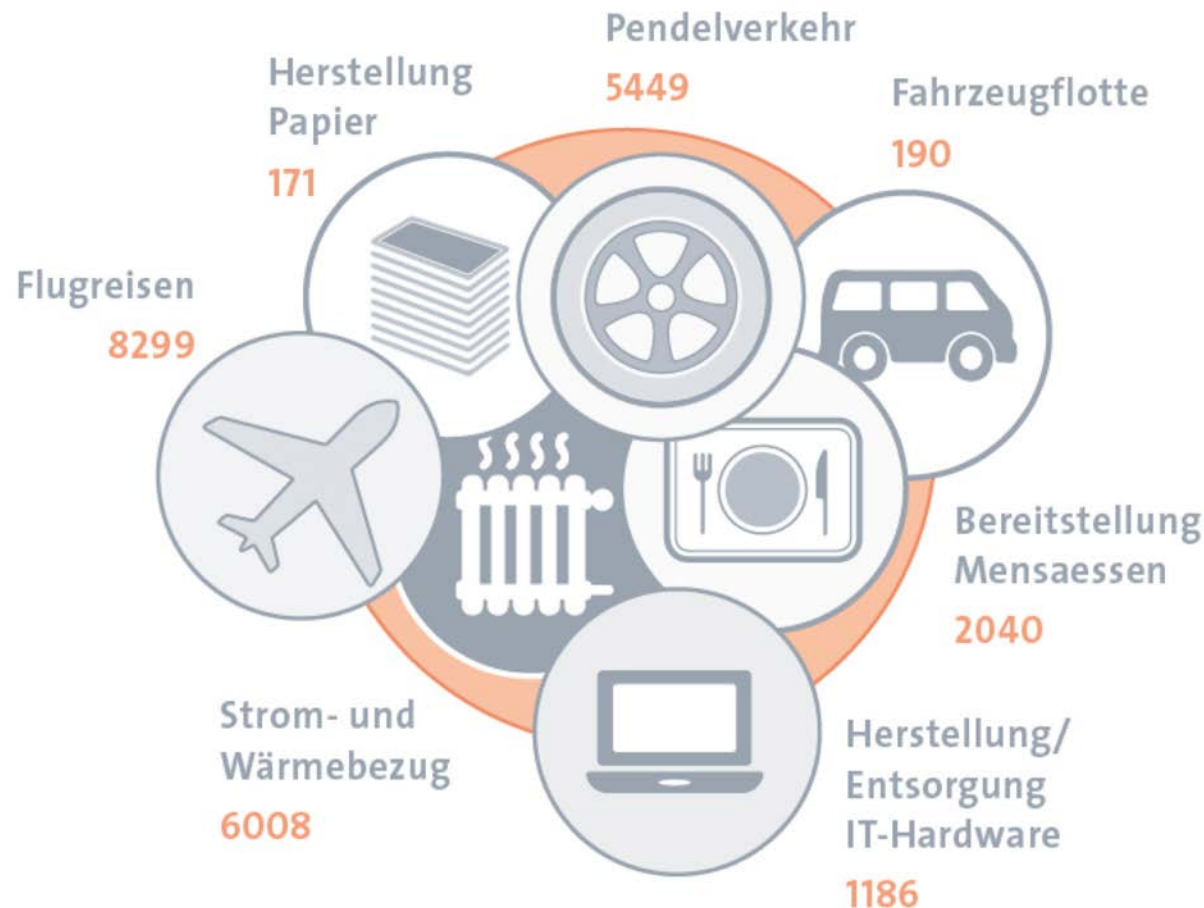 Pendelverkehr
5449
Herstellung
Papier
171
Fahrzeugflotte
190
Flugreisen
8299
Bereitstellung
Mensaessen
2040
Strom- und
Wärmebezug
6008
Herstellung/
Entsorgung
IT-Hardware
1186